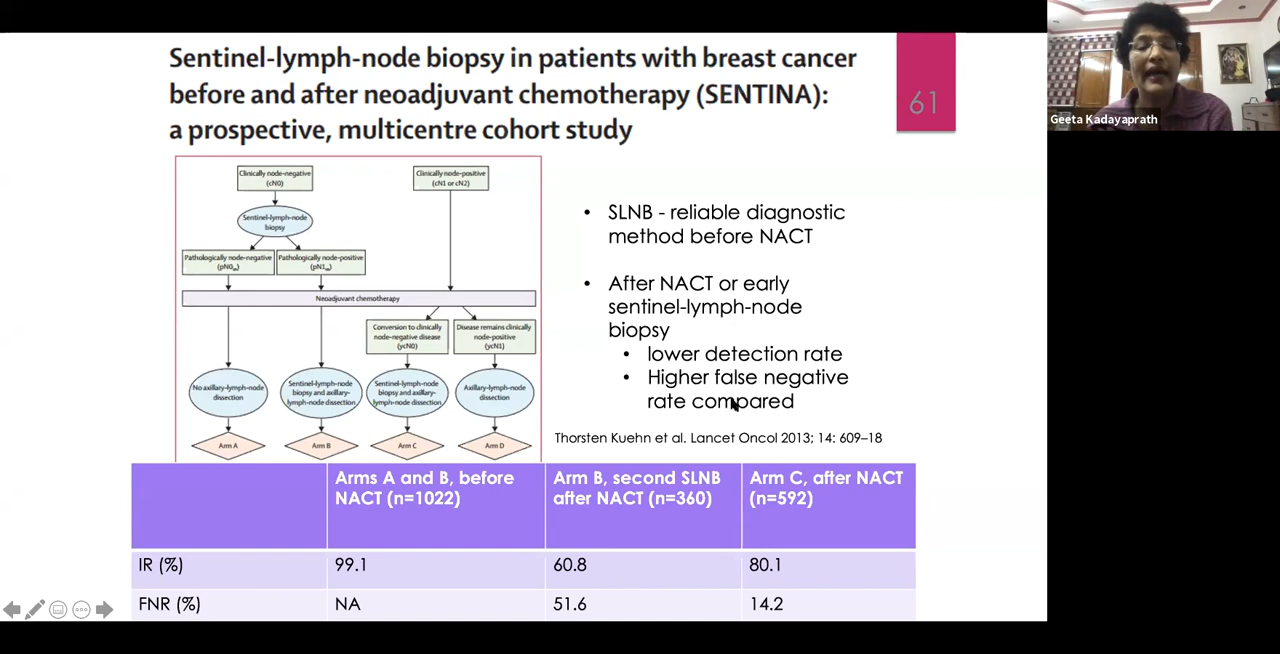 Sentinel-lymph-node biopsy in patients with breast cancer
before and after neoadjuvant chemotherapy (SENTINA):
a prospective, multicentre cohort study
61
Geeta Kadayaprath
Clinically node-negative
(cN0)
Clinically node-positive
(cN1 or cN2)
Sentinel-lymph-node
biopsy
Pathologically node-negative
(pN0sn)
Pathologically node-positive
(pN1sn)
Neoadjuvant chemotherapy
Conversion to clinically
node-negative disease
(ycN0)
Disease remains clinically
node-positive
(ycN1)
No axillary-lymph-node
dissection
Sentinel-lymph-node
biopsy and axillary-
lymph-node dissection
Sentinel-lymph-node
biopsy and axillary-
lymph-node dissection
Axillary-lymph-node
dissection
Arm A
Arm B
Arm C
Arm D
• SLNB - reliable diagnostic
method before NACT
• After NACT or early
sentinel-lymph-node
biopsy
• lower detection rate
• Higher false negative
rate compared
Thorsten Kuehn et al. Lancet Oncol 2013; 14: 609–18
Arms A and B, before
NACT (n=1022)
Arm B, second SLNB
after NACT (n=360)
Arm C, after NACT
(n=592)
IR (%) 99.1 60.8 80.1
FNR (%) NA 51.6 14.2